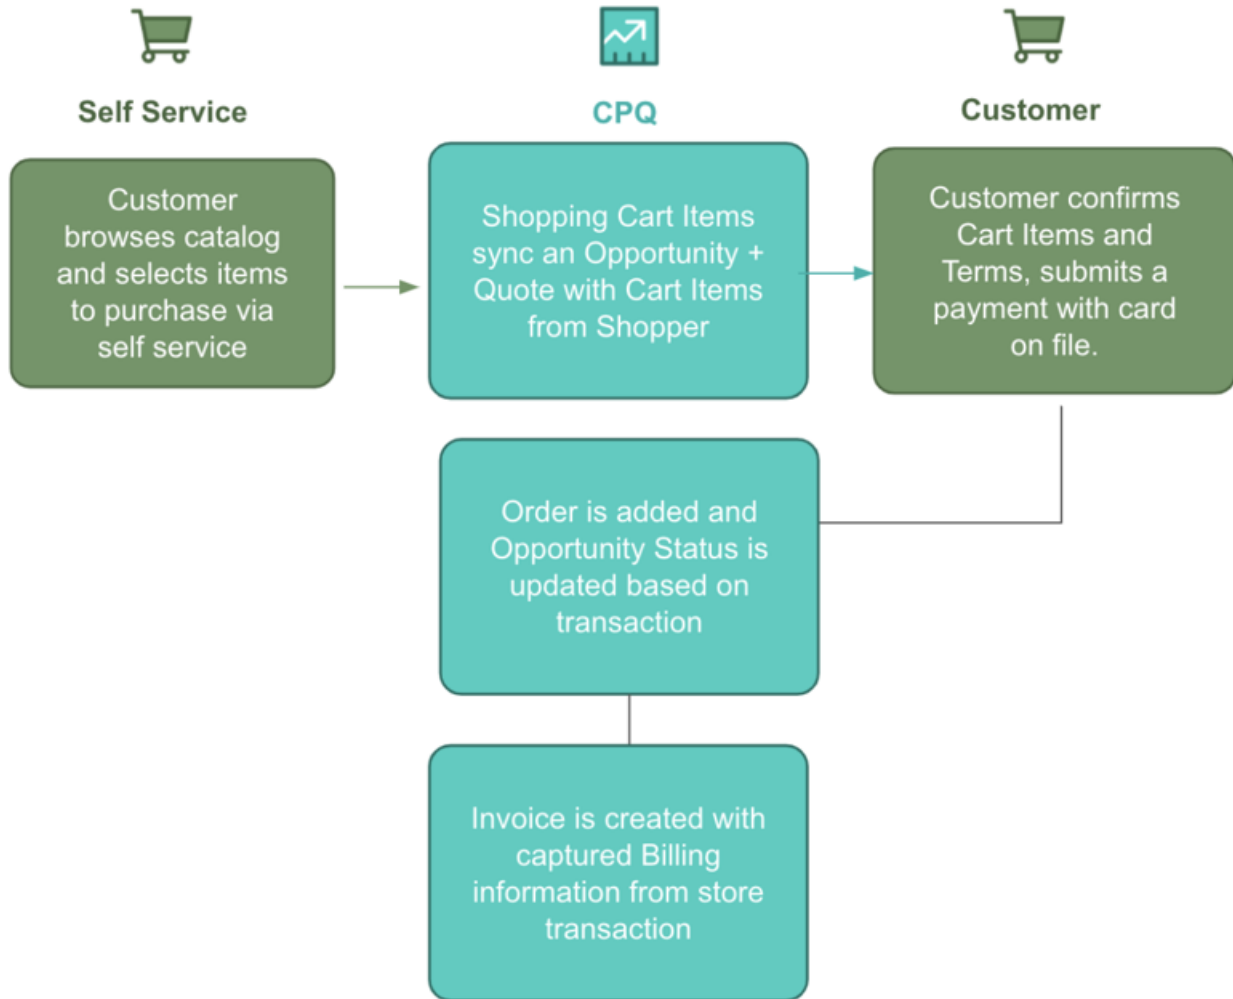 Self Service
CPQ
Customer
Customer
browses catalog
and selects items
to purchase via
self service
Shopping Cart Items
sync an Opportunity +
Quote with Cart Items
from Shopper
Customer confirms
Cart Items and
Terms, submits a
payment with card
on file.
Order is added and
Opportunity Status is
updated based on
transaction
Invoice is created with
captured Billing
information from store
transaction